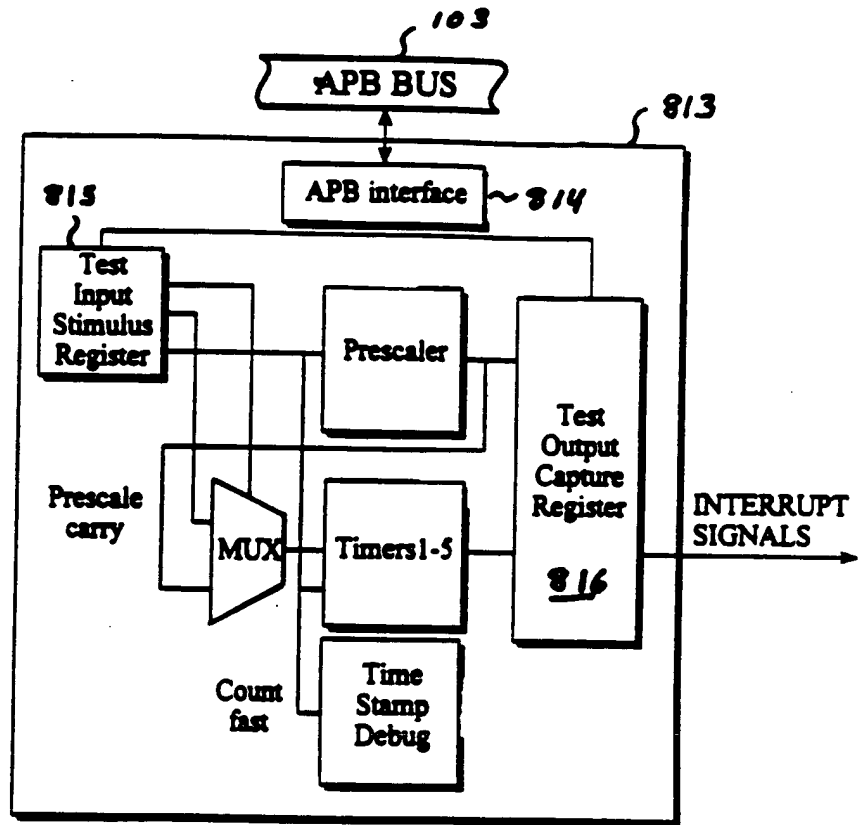 103
APB BUS
813
APB interface
814
815
Test
Input
Stimulus
Register
Prescaler
Test
Output
Capture
Register
816
Prescale
carry
MUX
Timers1-5
INTERRUPT
SIGNALS
Count
fast
Time
Stamp
Debug